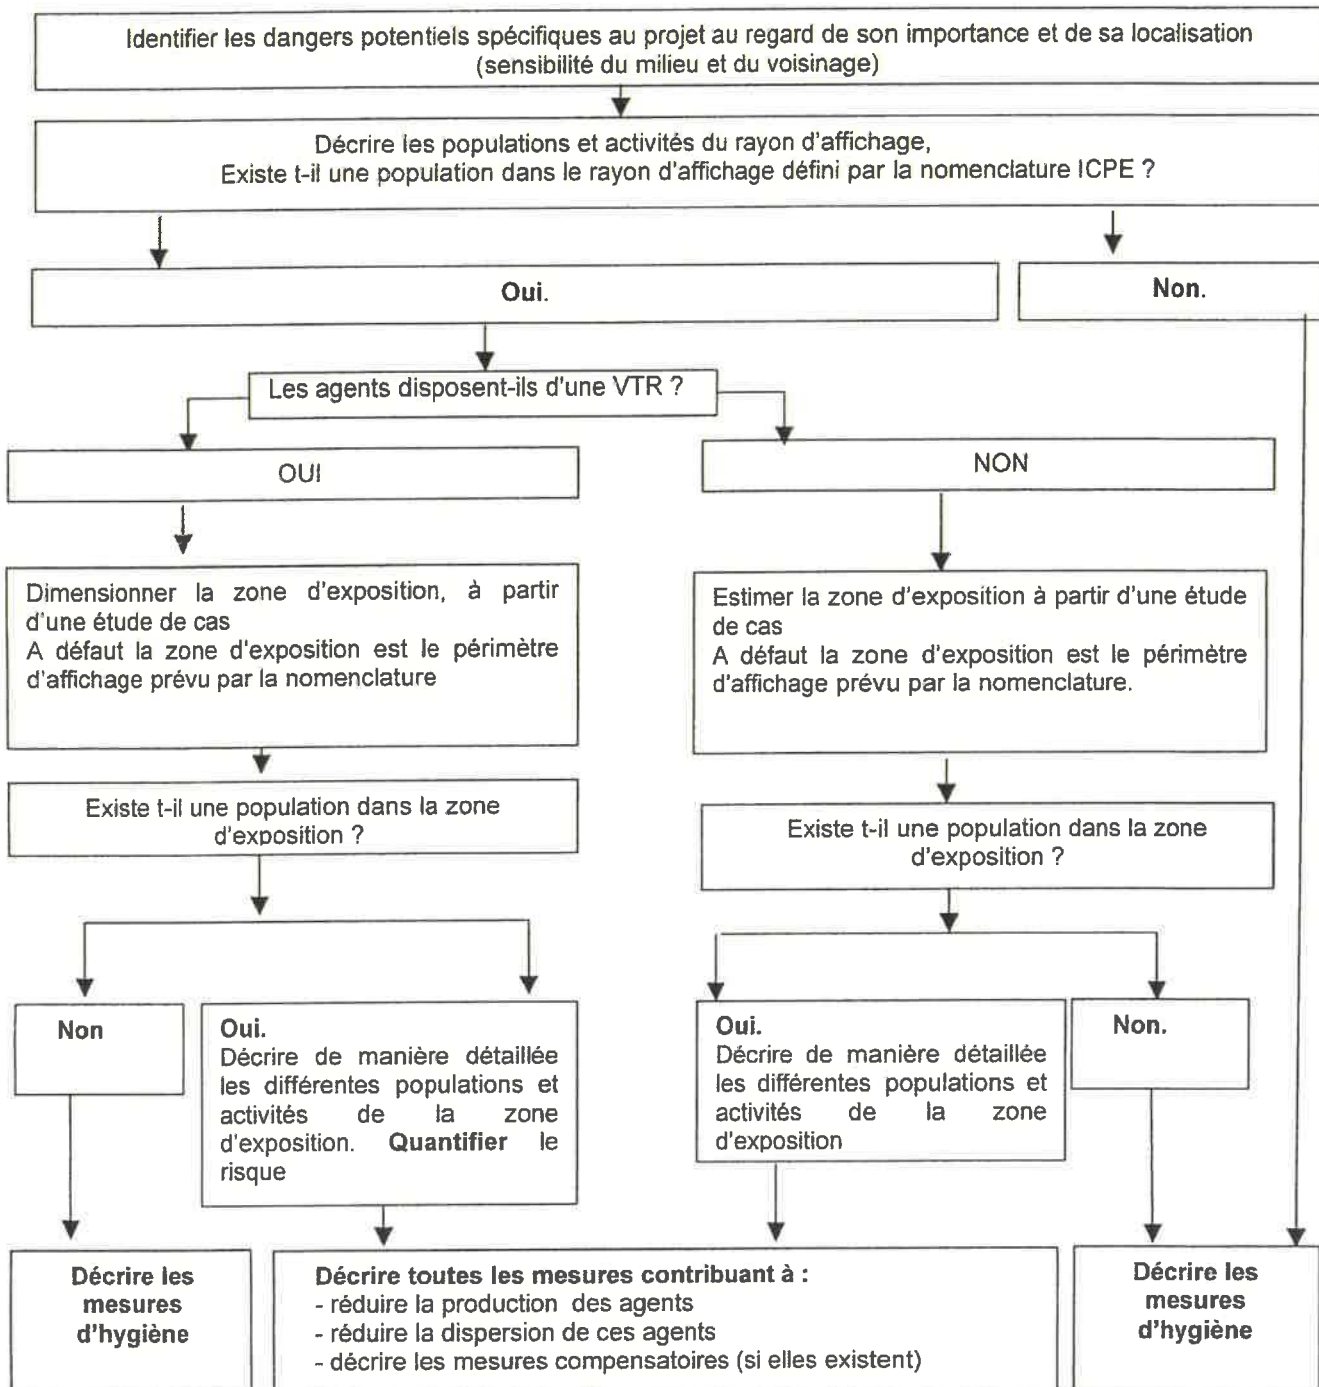 Identifier les dangers potentiels spécifiques au projet au regard de son importance et de sa localisation
(sensibilité du milieu et du voisinage)
Décrire les populations et activités du rayon d'affichage,
Existe t-il une population dans le rayon d'affichage défini par la nomenclature ICPE ?
Oui.
Non.
Les agents disposent-ils d'une VTR ?
OUI
NON
Dimensionner la zone d'exposition, à partir
d'une étude de cas
A défaut la zone d'exposition est le périmètre
d'affichage prévu par la nomenclature
Estimer la zone d'exposition à partir d'une étude
de cas
A défaut la zone d'exposition est le périmètre
d'affichage prévu par la nomenclature.
Existe t-il une population dans la zone
d'exposition ?
Existe t-il une population dans la zone
d'exposition ?
Non
Oui.
Décrire de manière détaillée
les différentes populations et
activités de la zone
d'exposition. Quantifier le
risque
Oui.
Décrire de manière détaillée
les différentes populations et
activités de la zone
d'exposition
Non.
Décrire les
mesures
d'hygiène
Décrire toutes les mesures contribuant à :
- réduire la production des agents
- réduire la dispersion de ces agents
- décrire les mesures compensatoires (si elles existent)
Décrire les
mesures
d'hygiène